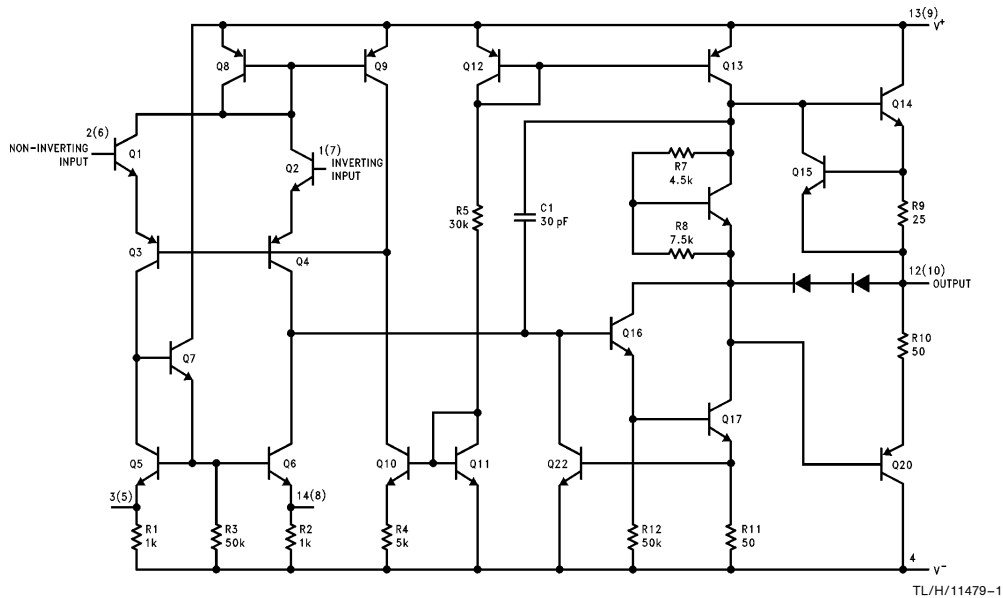 13(9)
V+
Q8
Q9
Q12
Q13
Q14
2(6)
NON-INVERTING
INPUT
Q1
Q2
1(7)
INVERTING
INPUT
R7
4.5k
Q15
R5
30k
C1
30 pF
R9
25
R8
7.5k
Q3
Q4
12(10)
OUTPUT
Q16
R10
50
Q7
Q17
Q5
Q6
Q10
Q11
Q22
Q20
3(5)
14(8)
R1
1k
R3
50k
R2
1k
R4
5k
R12
50k
R11
50
4
V-
TL/H/11479-1